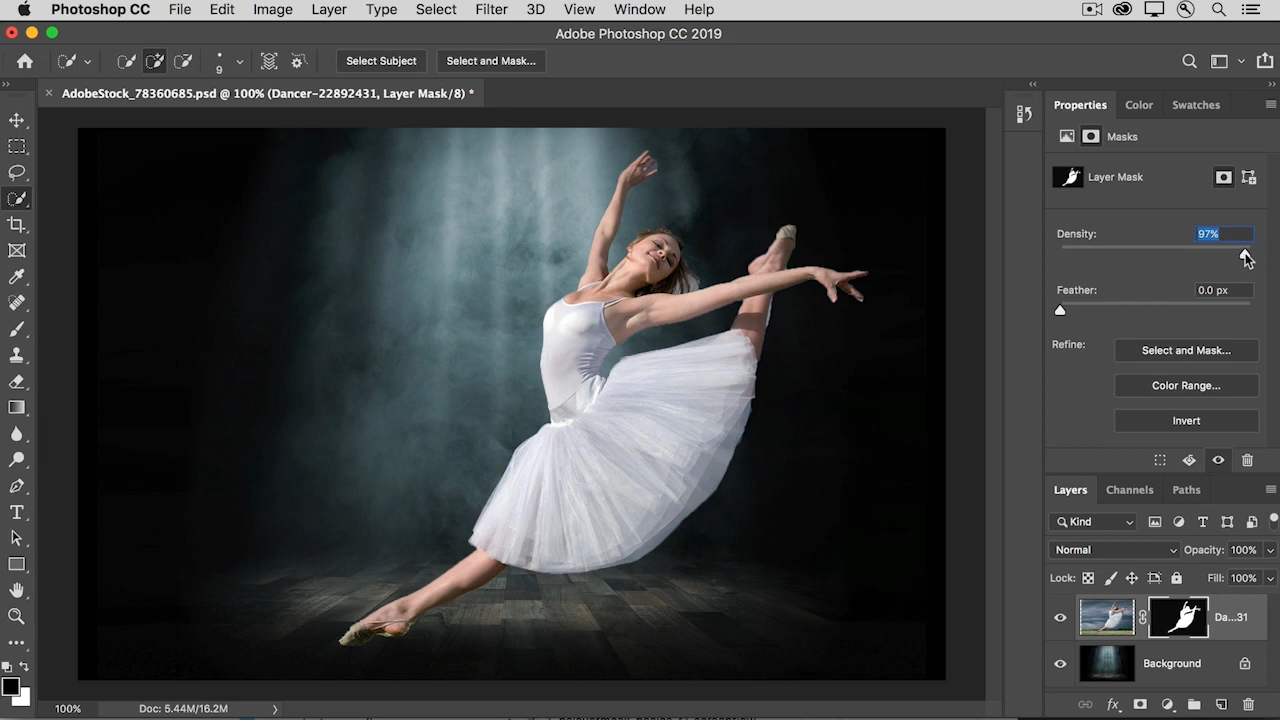 Photoshop CC File Edit Image Layer Type Select Filter 3D View Window Help
Adobe Photoshop CC 2019
9 Select Subject Select and Mask...
× AdobeStock_78360685.psd @ 100% (Dancer-22892431, Layer Mask/8) *
Properties Color Swatches
Masks
Layer Mask
Density: 97%
Feather: 0.0 px
Refine: Select and Mask...
Color Range...
Invert
Layers Channels Paths
Kind
Normal Opacity: 100%
Lock: Fill: 100%
Da...31
Background
fx
100% Doc: 5.44M/16.2M